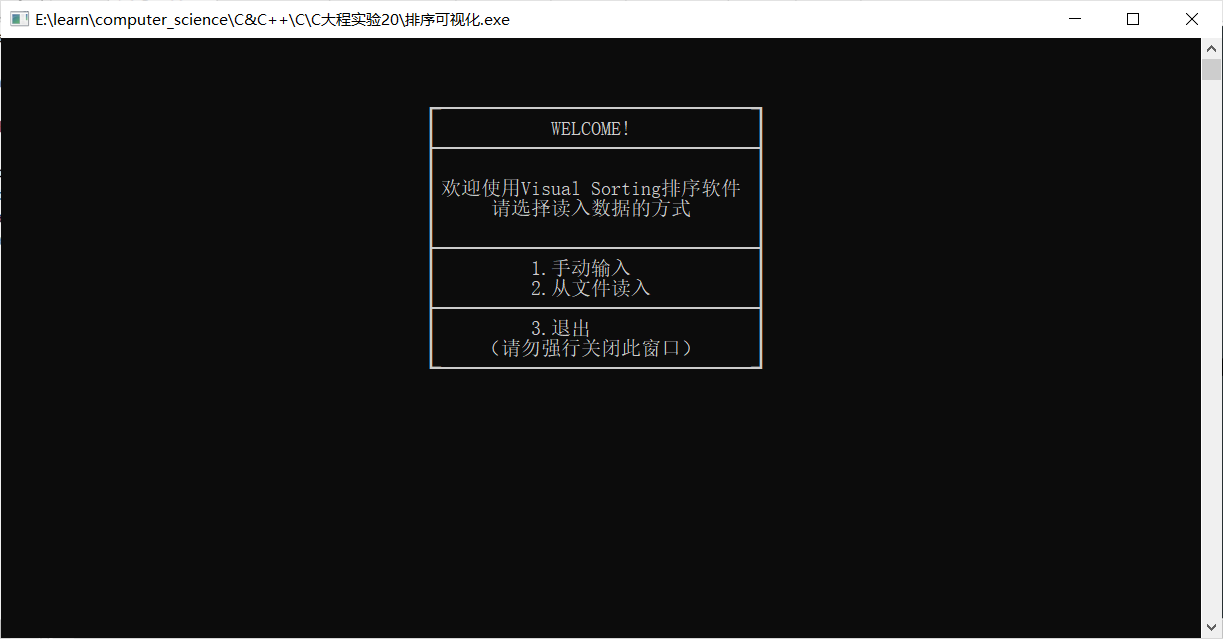 E:\learn\computer_science\C&C++\C\C大程实验20\排序可视化.exe
WELCOME!
欢迎使用Visual Sorting排序软件
请选择读入数据的方式
1.手动输入
2.从文件读入
3.退出
（请勿强行关闭此窗口）